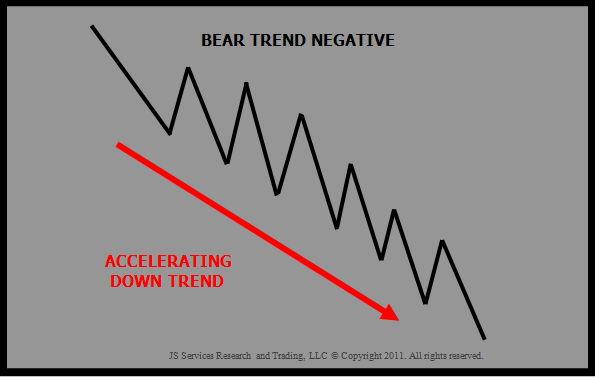 BEAR TREND NEGATIVE
ACCELERATING
DOWN TREND
JS Services Research and Trading, LLC © Copyright 2011. All rights reserved.